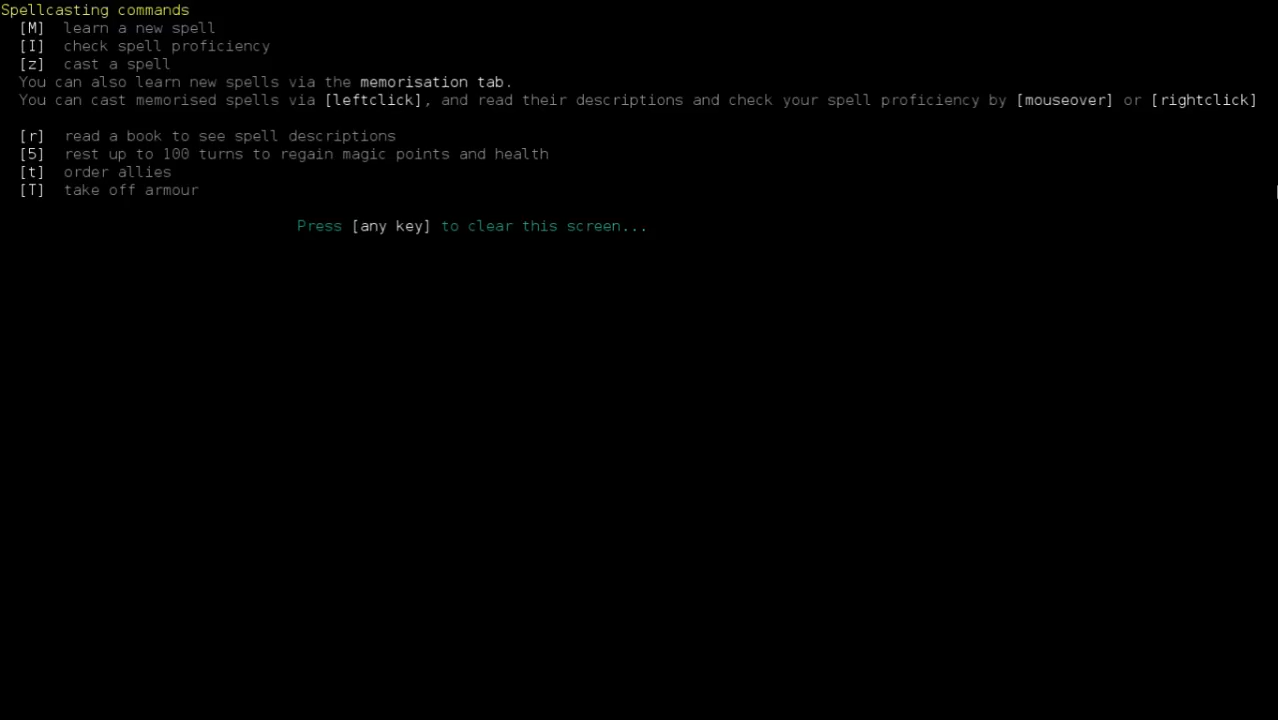 Spellcasting commands
[M] learn a new spell
[I] check spell proficiency
[z] cast a spell
You can also learn new spells via the memorisation tab.
You can cast memorised spells via [leftclick], and read their descriptions and check your spell proficiency by [mouseover] or [rightclick]
[r] read a book to see spell descriptions
[5] rest up to 100 turns to regain magic points and health
[t] order allies
[T] take off armour
Press [any key] to clear this screen...